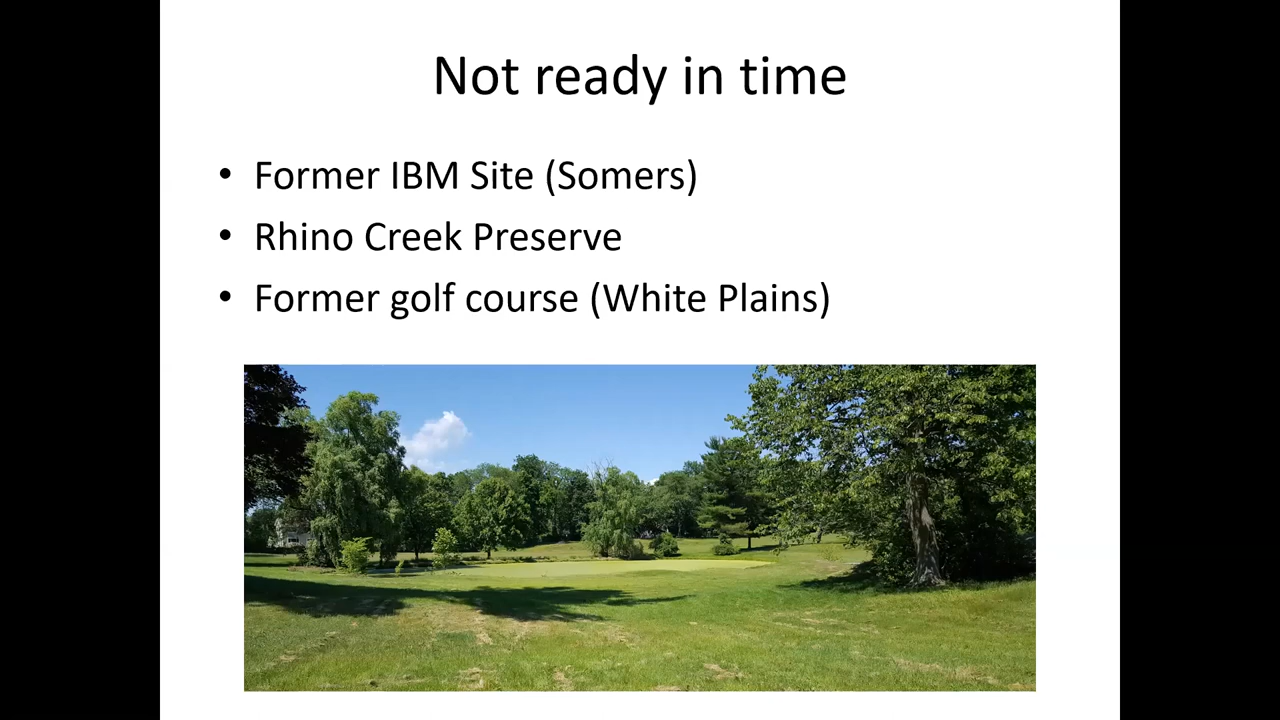 Not ready in time
• Former IBM Site (Somers)
• Rhino Creek Preserve
• Former golf course (White Plains)